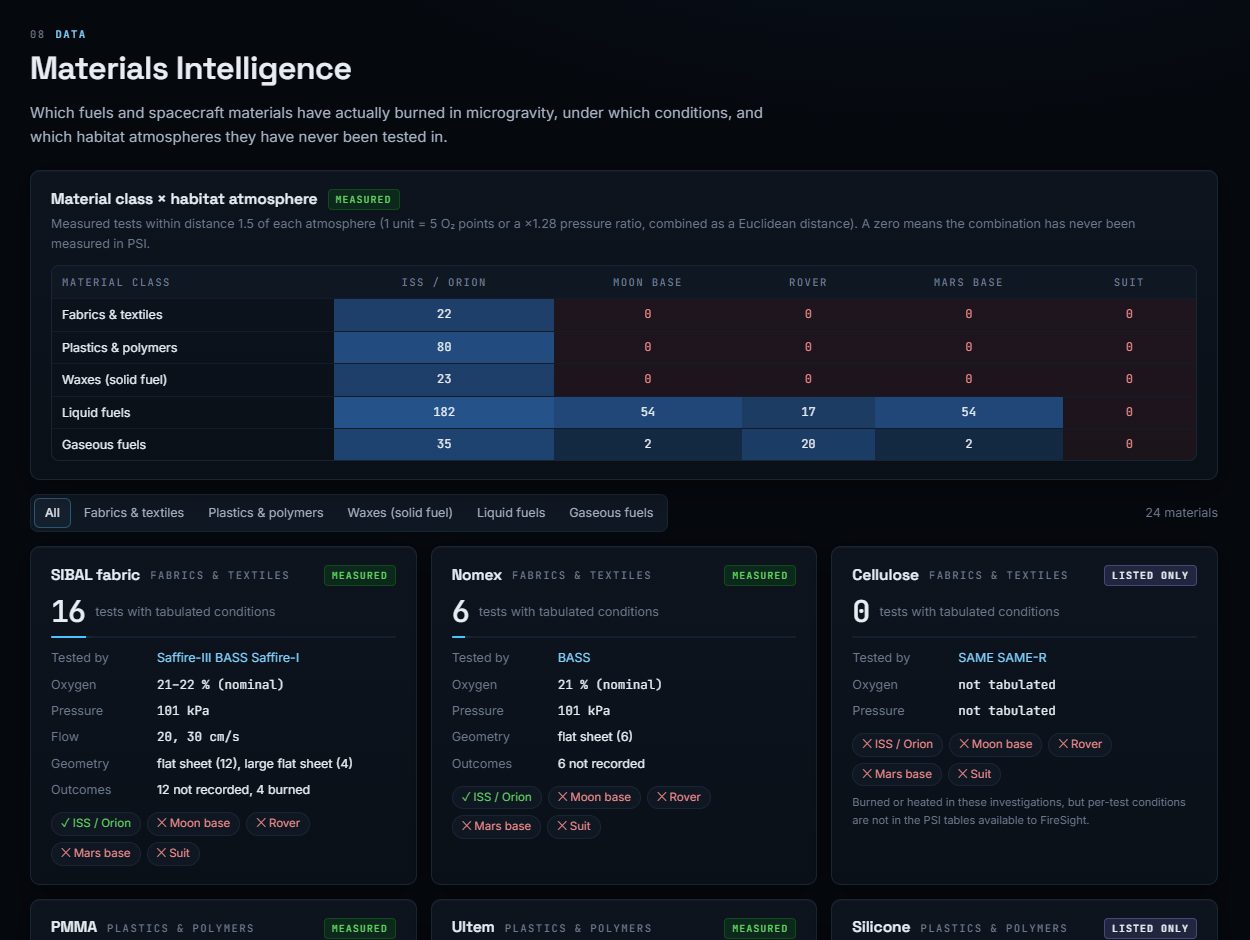 08 DATA
Materials Intelligence
Which fuels and spacecraft materials have actually burned in microgravity, under which conditions, and
which habitat atmospheres they have never been tested in.
Material class × habitat atmosphere MEASURED
Measured tests within distance 1.5 of each atmosphere (1 unit = 5 O₂ points or a ×1.28 pressure ratio, combined as a Euclidean distance). A zero means the combination has never been
measured in PSI.
MATERIAL CLASS ISS / ORION MOON BASE ROVER MARS BASE SUIT
Fabrics & textiles 22 0 0 0 0
Plastics & polymers 80 0 0 0 0
Waxes (solid fuel) 23 0 0 0 0
Liquid fuels 182 54 17 54 0
Gaseous fuels 35 2 20 2 0
All Fabrics & textiles Plastics & polymers Waxes (solid fuel) Liquid fuels Gaseous fuels 24 materials
SIBAL fabric FABRICS & TEXTILES MEASURED
16 tests with tabulated conditions
Tested by Saffire-III BASS Saffire-I
Oxygen 21–22 % (nominal)
Pressure 101 kPa
Flow 20, 30 cm/s
Geometry flat sheet (12), large flat sheet (4)
Outcomes 12 not recorded, 4 burned
✓ ISS / Orion ✕ Moon base ✕ Rover
✕ Mars base ✕ Suit
Nomex FABRICS & TEXTILES MEASURED
6 tests with tabulated conditions
Tested by BASS
Oxygen 21 % (nominal)
Pressure 101 kPa
Geometry flat sheet (6)
Outcomes 6 not recorded
✓ ISS / Orion ✕ Moon base ✕ Rover
✕ Mars base ✕ Suit
Cellulose FABRICS & TEXTILES LISTED ONLY
0 tests with tabulated conditions
Tested by SAME SAME-R
Oxygen not tabulated
Pressure not tabulated
✕ ISS / Orion ✕ Moon base ✕ Rover
✕ Mars base ✕ Suit
Burned or heated in these investigations, but per-test conditions
are not in the PSI tables available to FireSight.
PMMA PLASTICS & POLYMERS MEASURED
Ultem PLASTICS & POLYMERS MEASURED
Silicone PLASTICS & POLYMERS LISTED ONLY